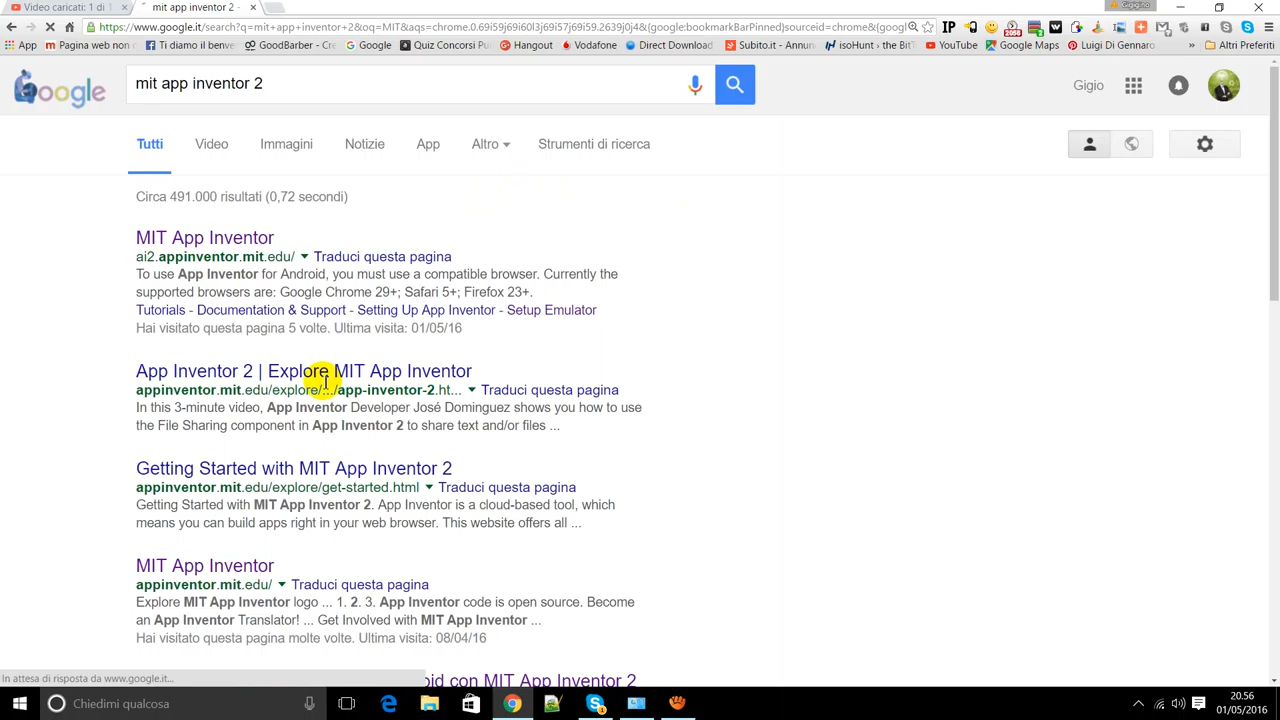 Video caricati: 1 di 1
mit app inventor 2 -
Gigigino
https://www.google.it/search?q=mit+app+inventor+2&oq=MIT&aqs=chrome.0.69i59j69i60l3j69i57j69i59.2639j0j4&{google:bookmarkBarPinned}sourceid=chrome&{goog
App
Pagina web non
Ti diamo il benve
GoodBarber - Cre
Google
Quiz Concorsi Pu
Hangout
Vodafone
Direct Download
Subito.it - Annun
isoHunt › the BitT
YouTube
Google Maps
Luigi Di Gennaro
Altri Preferiti
Google
mit app inventor 2
Gigio
Tutti Video Immagini Notizie App Altro Strumenti di ricerca
Circa 491.000 risultati (0,72 secondi)
MIT App Inventor
ai2.appinventor.mit.edu/ Traduci questa pagina
To use App Inventor for Android, you must use a compatible browser. Currently the
supported browsers are: Google Chrome 29+; Safari 5+; Firefox 23+.
Tutorials - Documentation & Support - Setting Up App Inventor - Setup Emulator
Hai visitato questa pagina 5 volte. Ultima visita: 01/05/16
App Inventor 2 | Explore MIT App Inventor
appinventor.mit.edu/explore/.../app-inventor-2.ht... Traduci questa pagina
In this 3-minute video, App Inventor Developer José Dominguez shows you how to use
the File Sharing component in App Inventor 2 to share text and/or files ...
Getting Started with MIT App Inventor 2
appinventor.mit.edu/explore/get-started.html Traduci questa pagina
Getting Started with MIT App Inventor 2. App Inventor is a cloud-based tool, which
means you can build apps right in your web browser. This website offers all ...
MIT App Inventor
appinventor.mit.edu/ Traduci questa pagina
Explore MIT App Inventor logo ... 1. 2. 3. App Inventor code is open source. Become
an App Inventor Translator! ... Get Involved with MIT App Inventor ...
Hai visitato questa pagina molte volte. Ultima visita: 08/04/16
oid con MIT App Inventor 2
In attesa di risposta da www.google.it...
Chiedimi qualcosa
20.56
01/05/2016